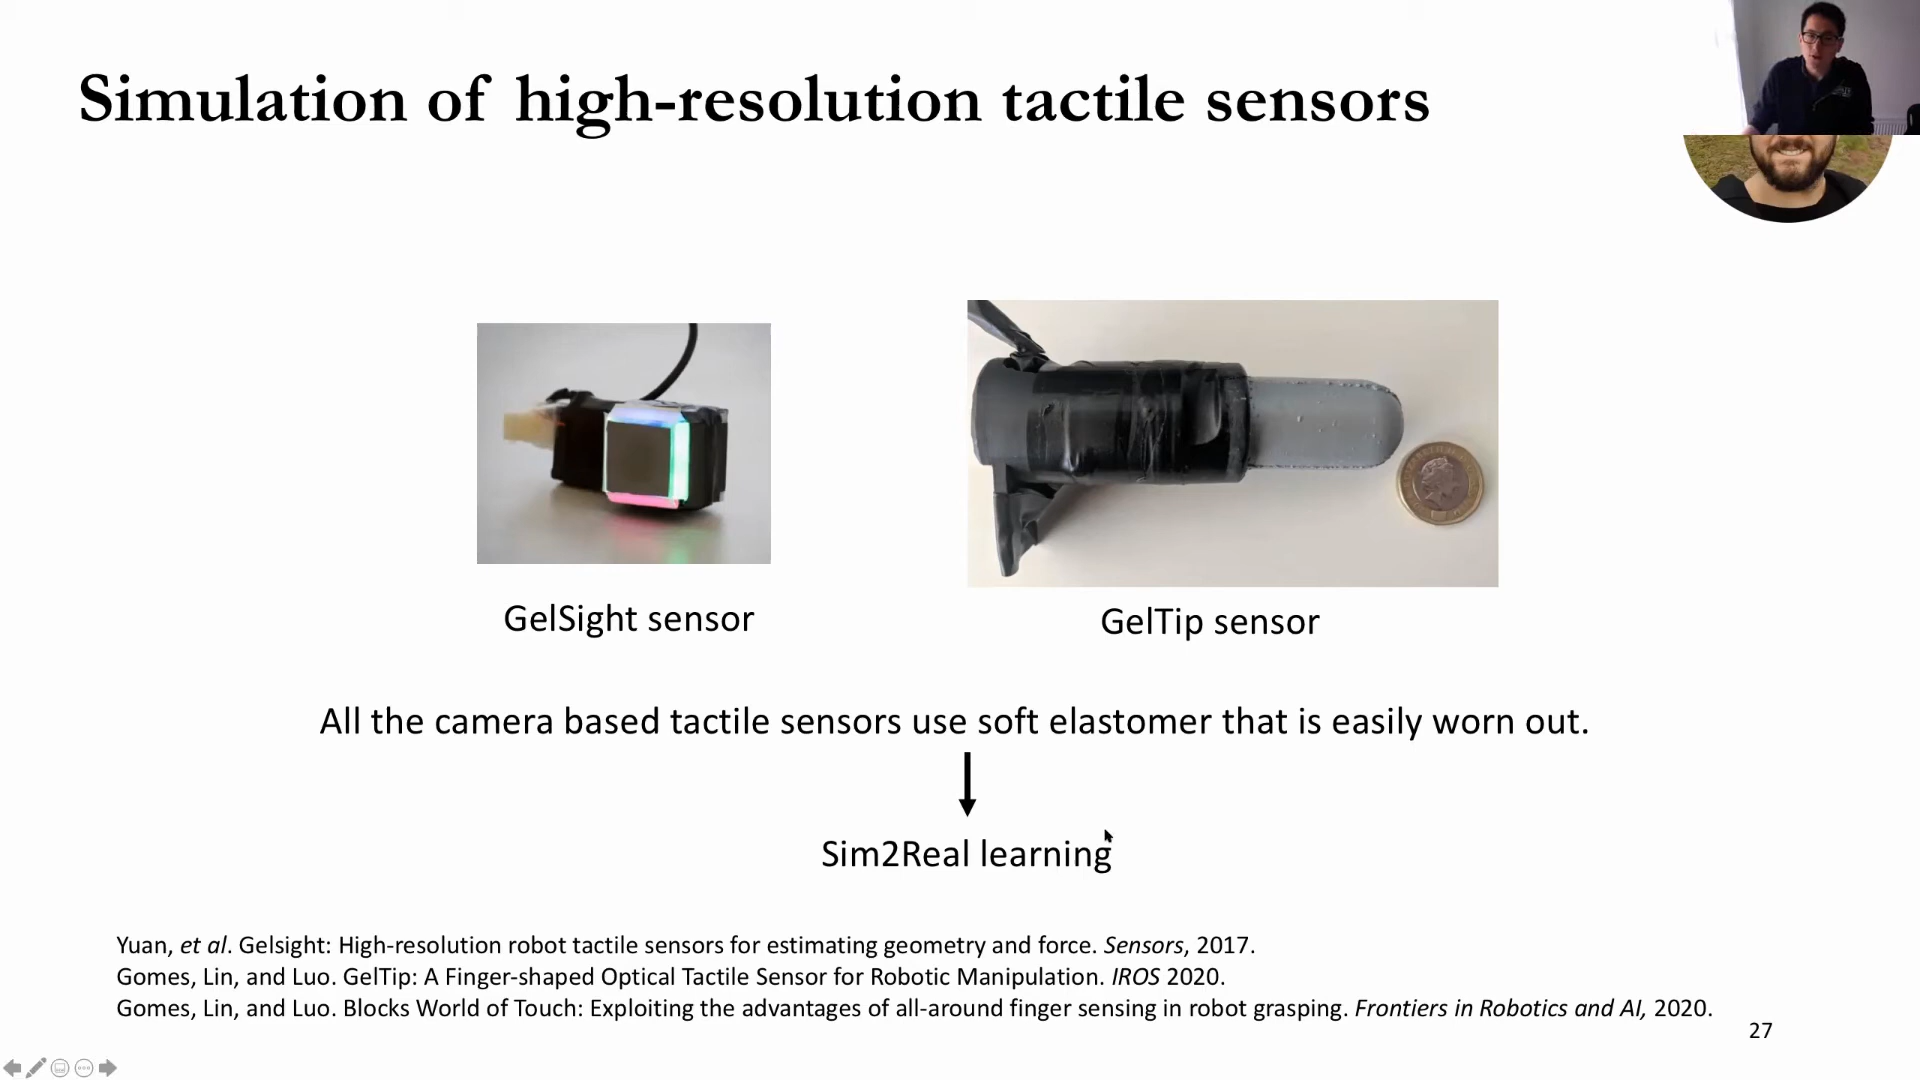 Simulation of high-resolution tactile sensors
GelSight sensor
GelTip sensor
All the camera based tactile sensors use soft elastomer that is easily worn out.
Sim2Real learning
Yuan, et al. Gelsight: High-resolution robot tactile sensors for estimating geometry and force. Sensors, 2017.
Gomes, Lin, and Luo. GelTip: A Finger-shaped Optical Tactile Sensor for Robotic Manipulation. IROS 2020.
Gomes, Lin, and Luo. Blocks World of Touch: Exploiting the advantages of all-around finger sensing in robot grasping. Frontiers in Robotics and AI, 2020.
27